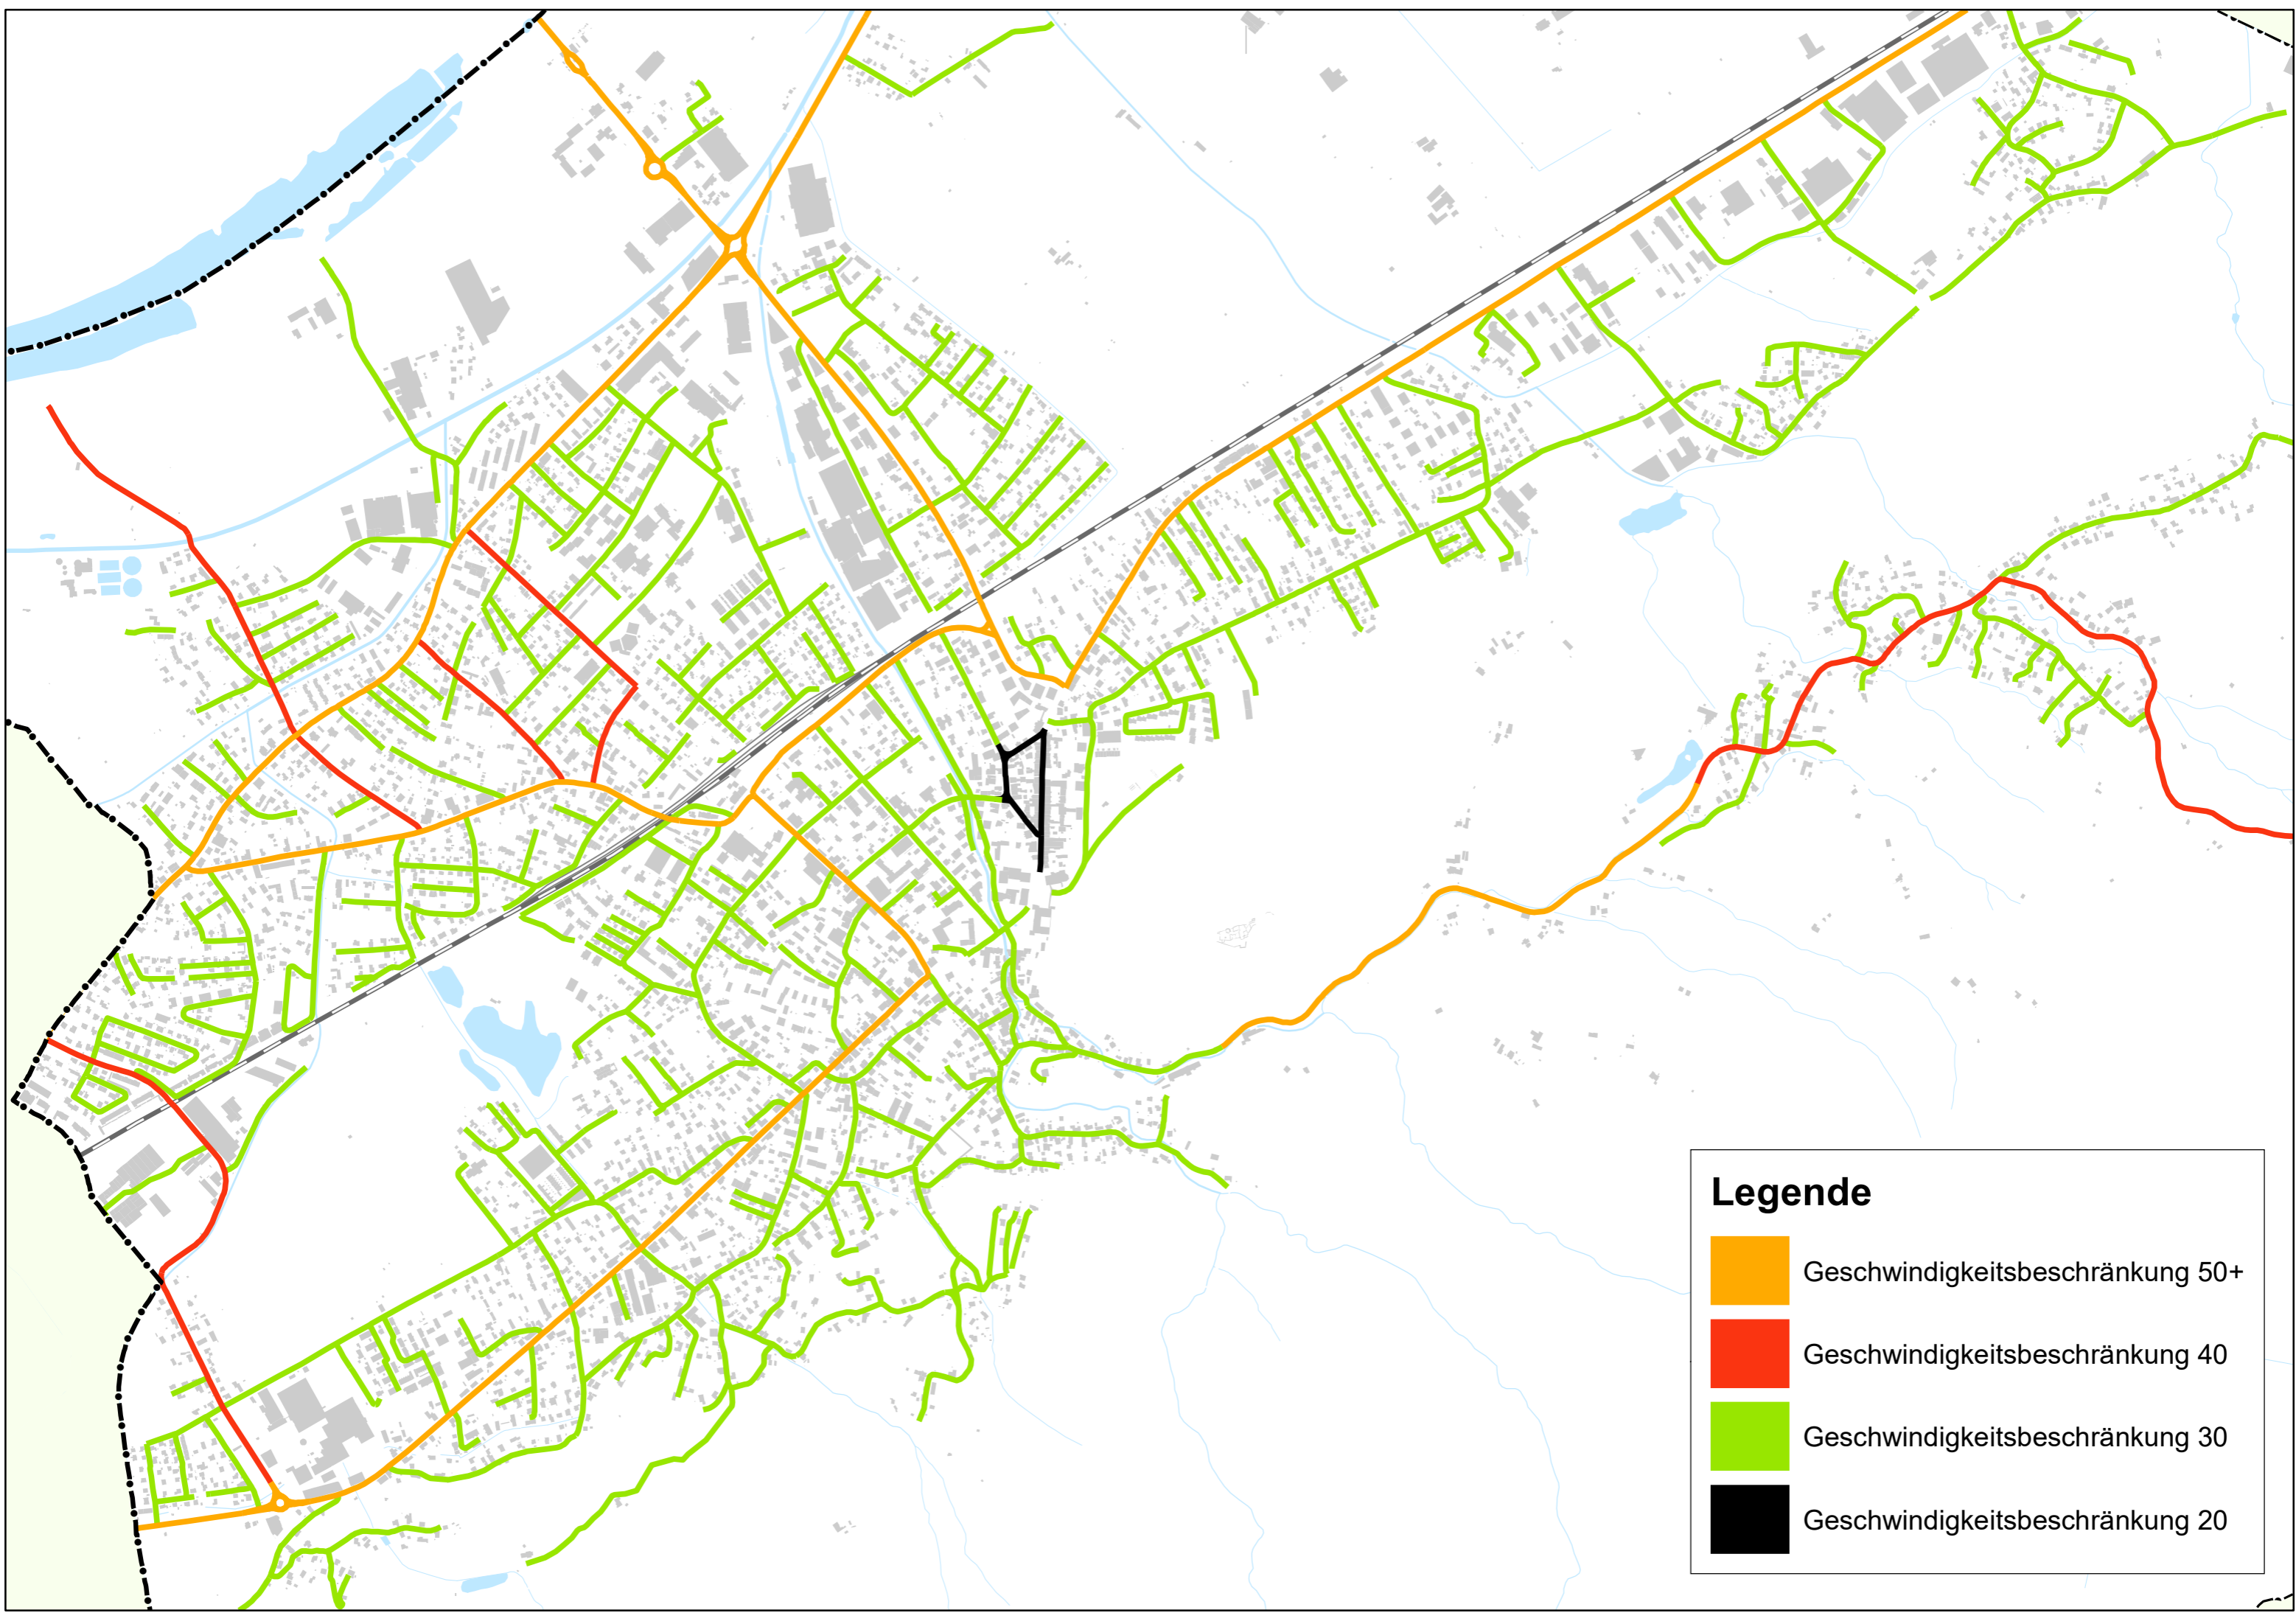 Legende
Geschwindigkeitsbeschränkung 50+
Geschwindigkeitsbeschränkung 40
Geschwindigkeitsbeschränkung 30
Geschwindigkeitsbeschränkung 20